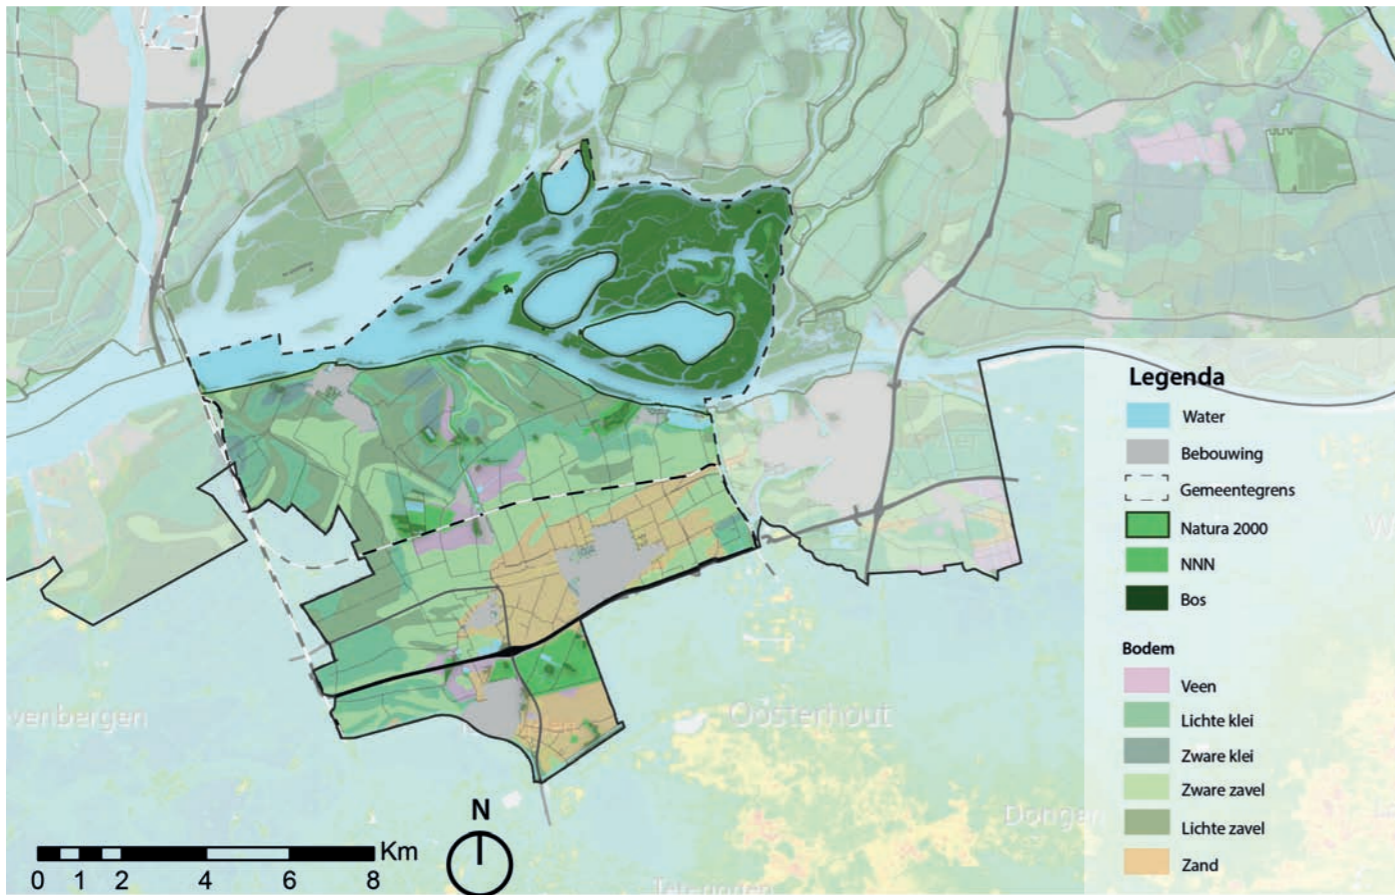 Legenda
Water
Bebouwing
Gemeentegrens
Natura 2000
NNN
Bos
Bodem
Veen
Lichte klei
Zware klei
Zware zavel
Lichte zavel
Zand
venbergen
Oosterhout
Dongen
N
Km
0 1 2 4 6 8